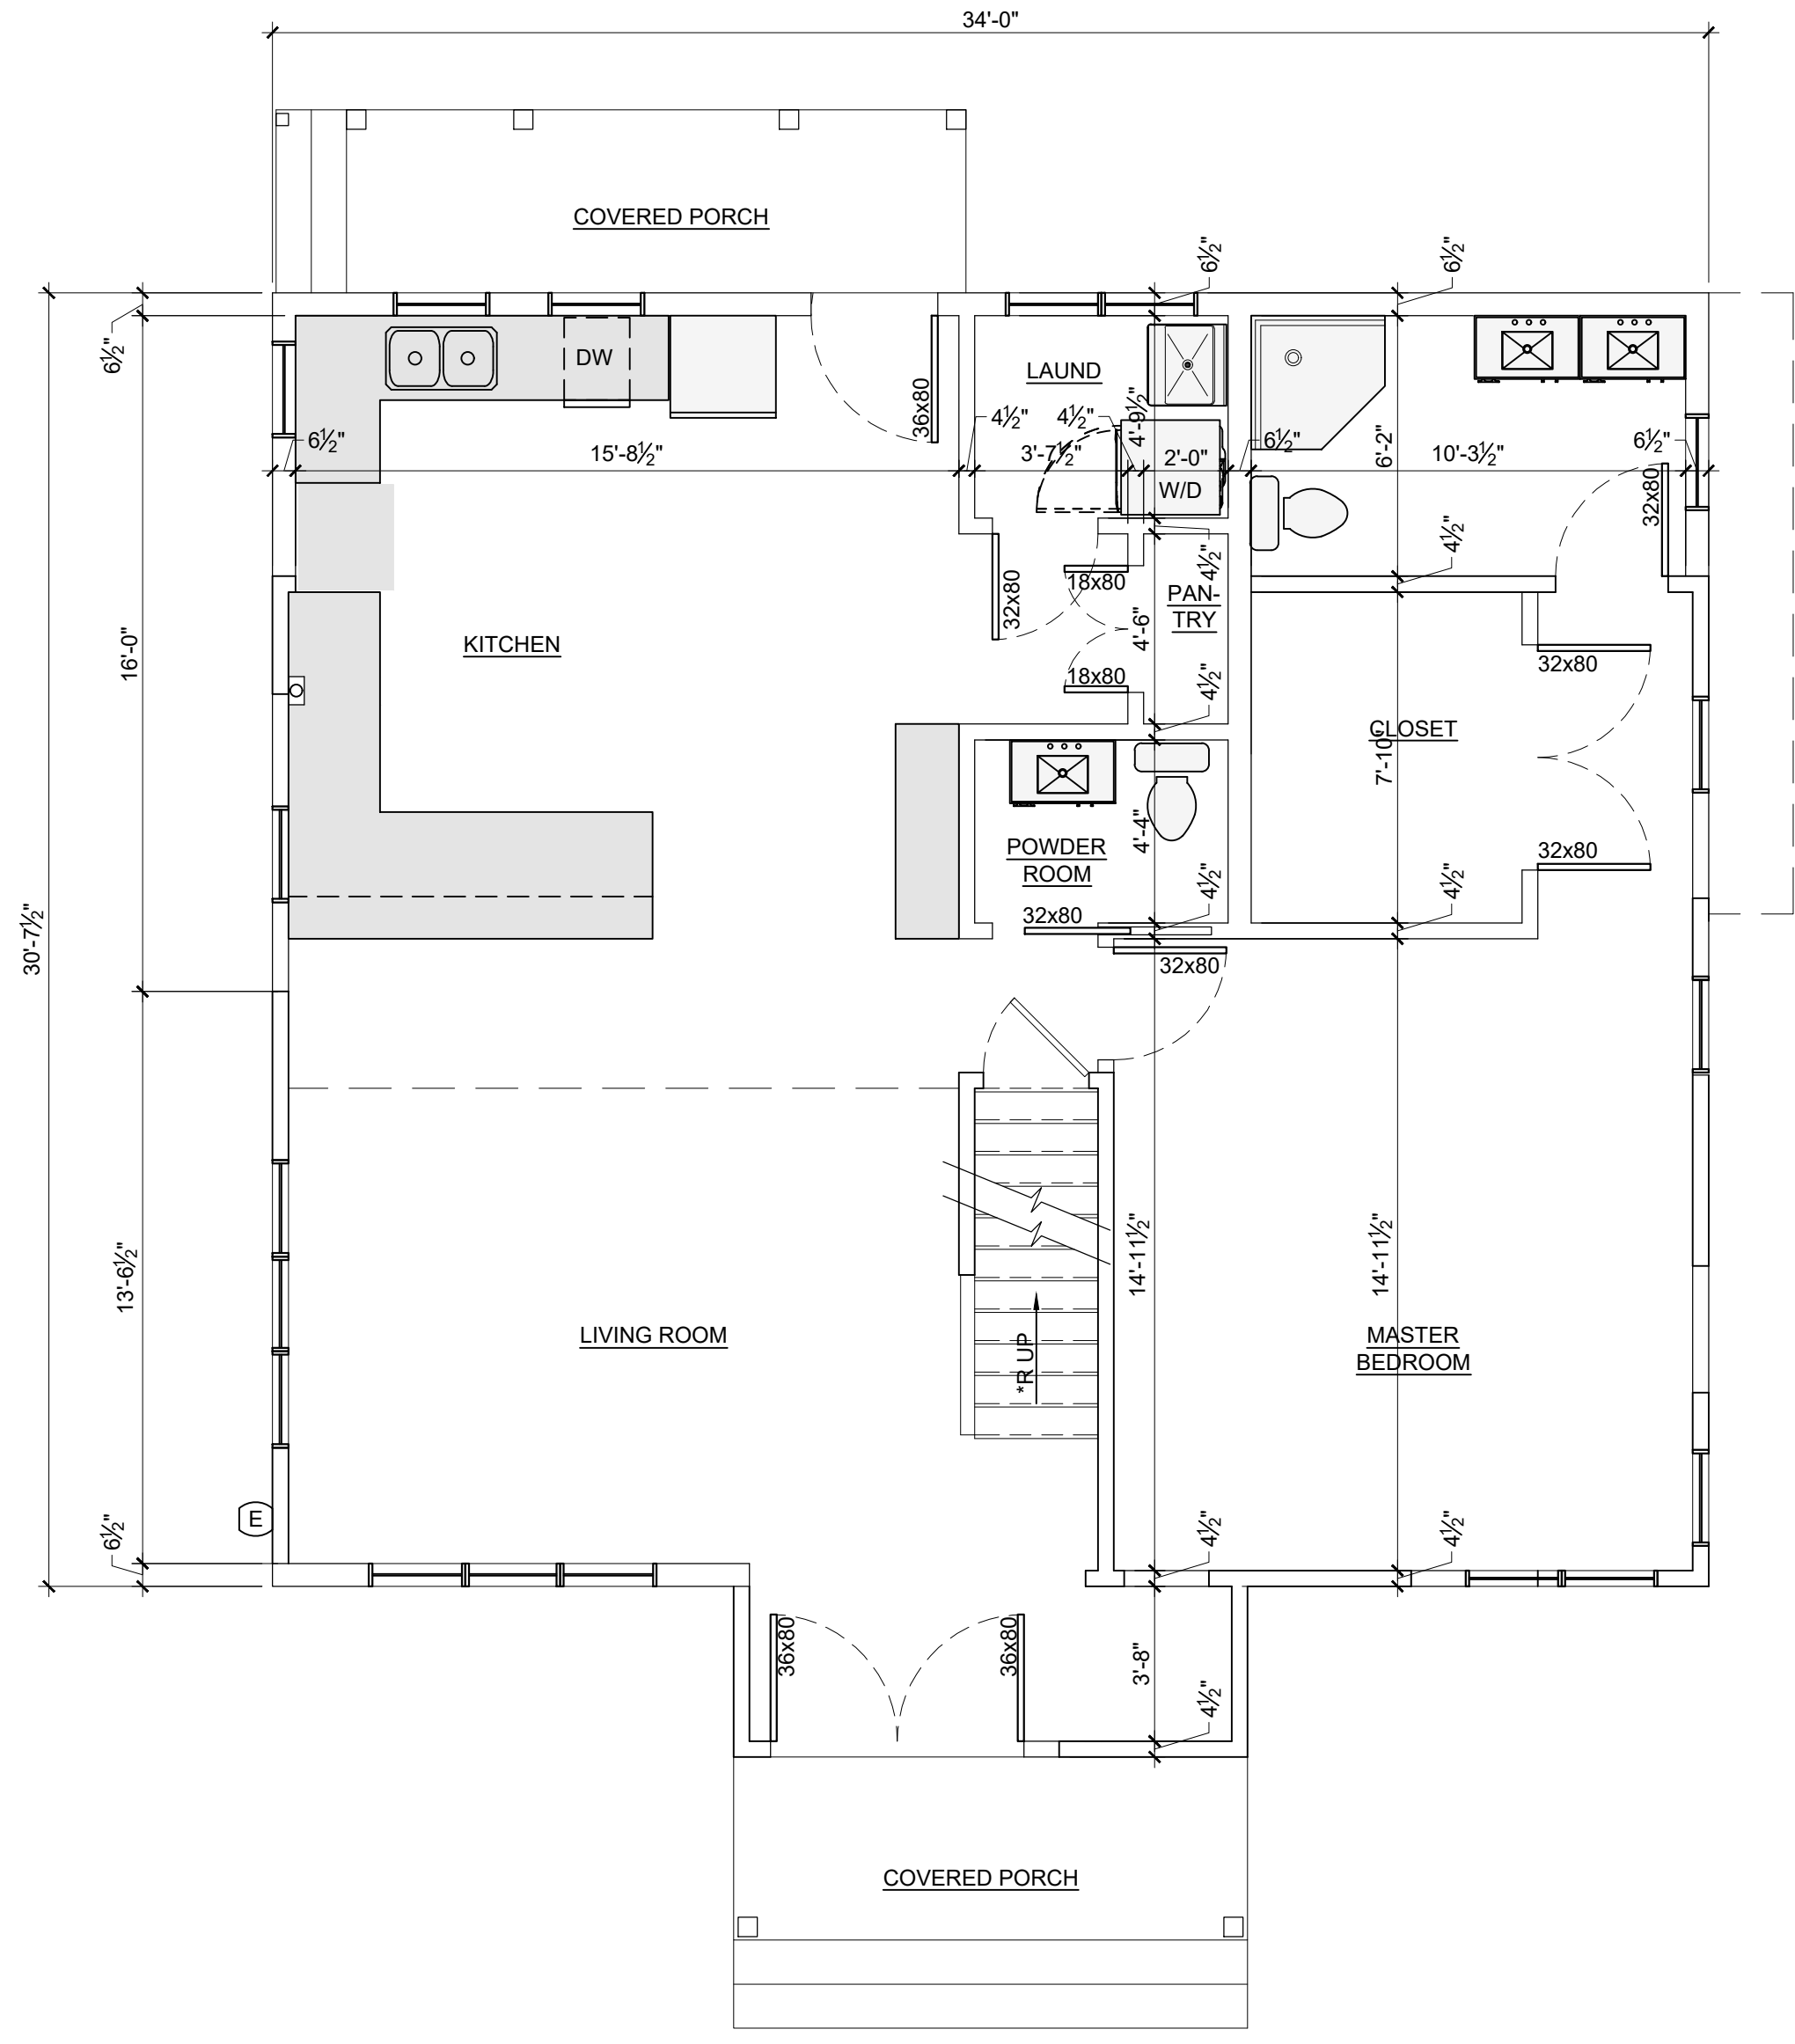 34'-0"
COVERED PORCH
6½"
6½"
6½"
DW
LAUND
36x80
4½"
4½"
4'-9½"
6½"
15'-8½"
3'-7½"
2'-0"
6½"
6'-2"
10'-3½"
6½"
W/D
32x80
4½"
4½"
18x80
PAN-
TRY
32x80
16'-0"
KITCHEN
4'-6"
32x80
18x80
4½"
CLOSET
7'-10"
POWDER
ROOM
4'-4"
32x80
4½"
4½"
32x80
30'-7½"
32x80
13'-6½"
14'-11½"
14'-11½"
LIVING ROOM
*R UP
MASTER
BEDROOM
E
6½"
4½"
4½"
36x80
36x80
3'-8"
4½"
COVERED PORCH